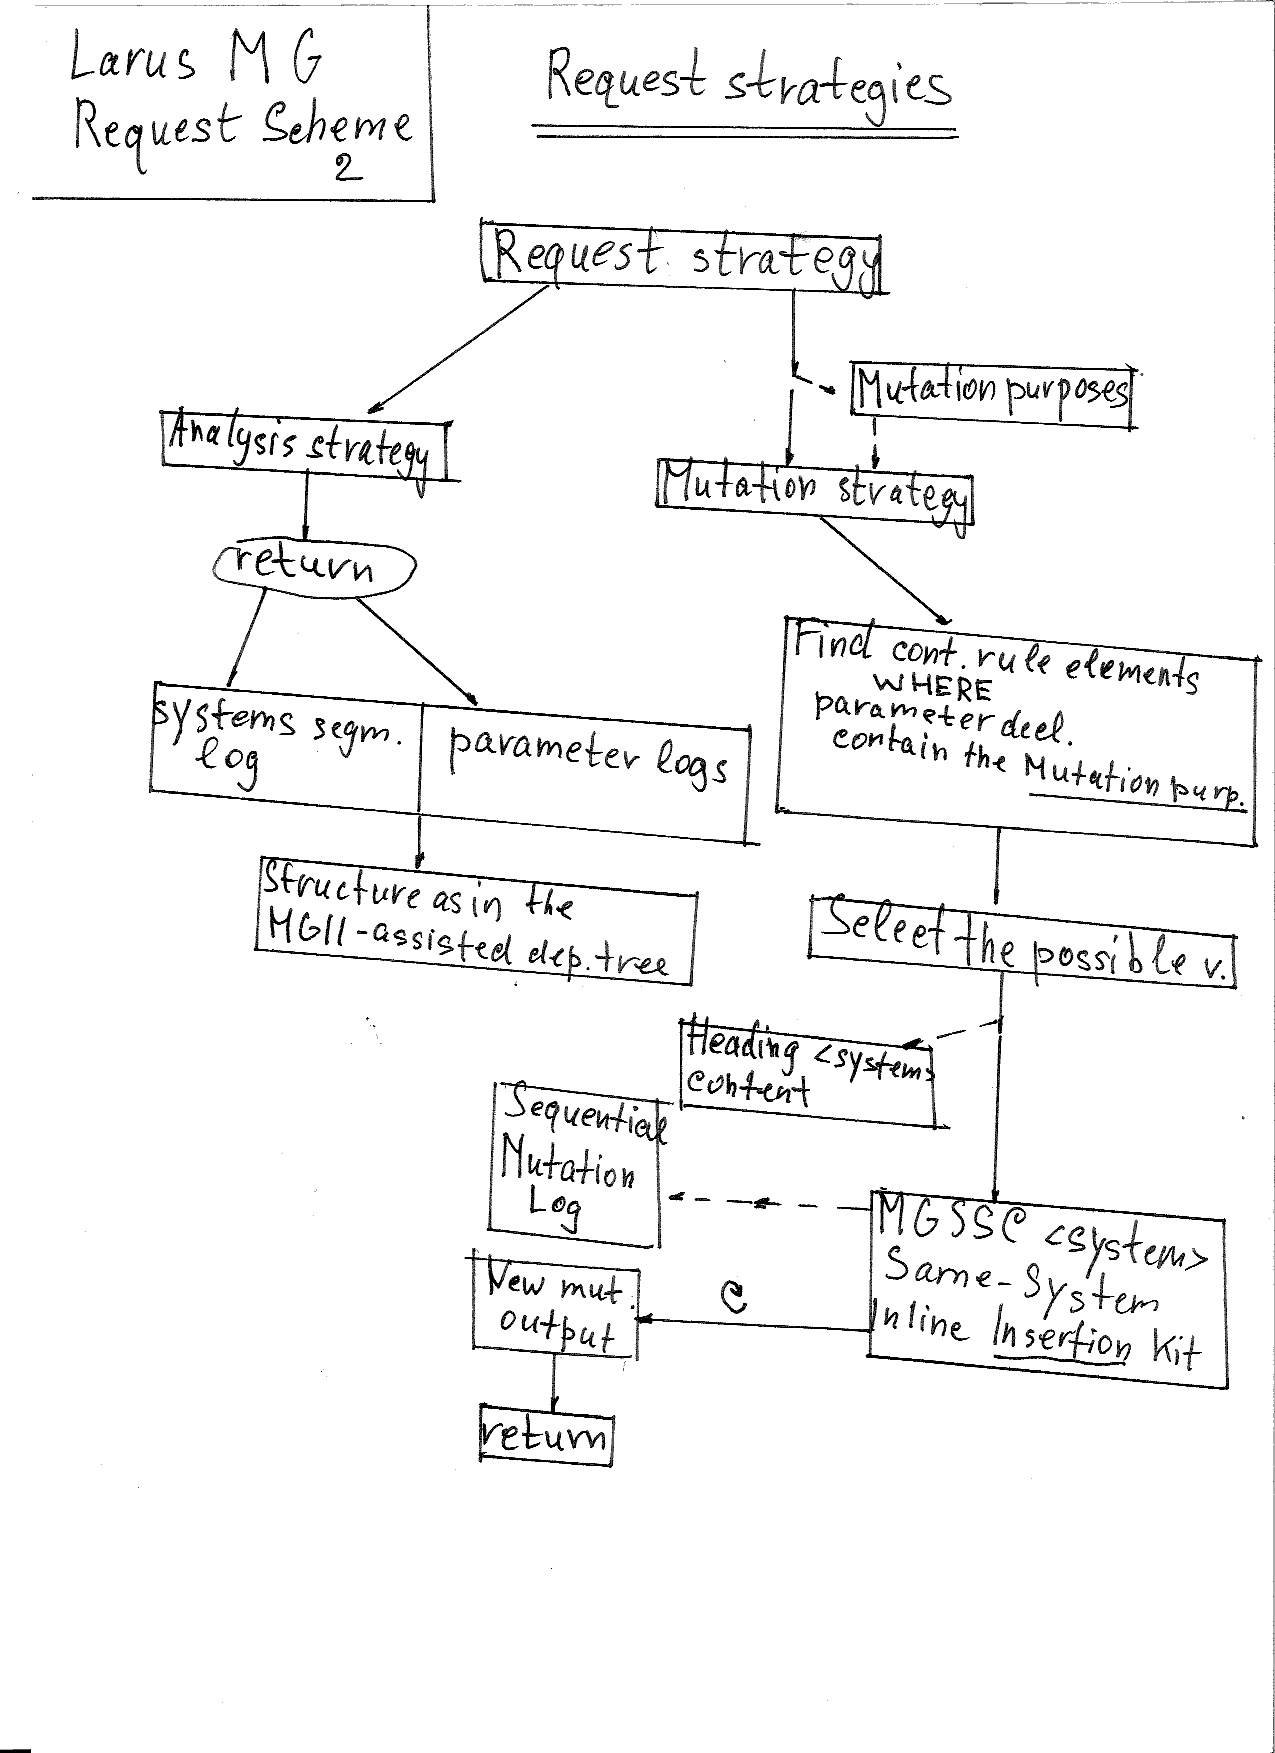 Larus MG
Request Scheme
2
Request strategies
Request strategy
Mutation purposes
Analysis strategy
Mutation strategy
return
Find cont. rule elements
WHERE
parameter decl.
contain the Mutation purp.
systems segm.
log
parameter logs
Structure as in the
MGII-assisted dep. tree
Select the possible v.
Heading <system>
content
Sequential
Mutation
Log
MGSSC <system>
Same-System
Inline Insertion Kit
New mut.
output
C
return